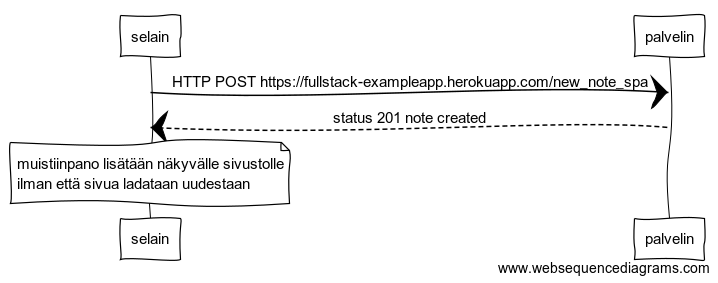 selain
palvelin
HTTP POST https://fullstack-exampleapp.herokuapp.com/new_note_spa
status 201 note created
muistiinpano lisätään näkyvälle sivustolle
ilman että sivua ladataan uudestaan
selain
palvelin
www.websequencediagrams.com